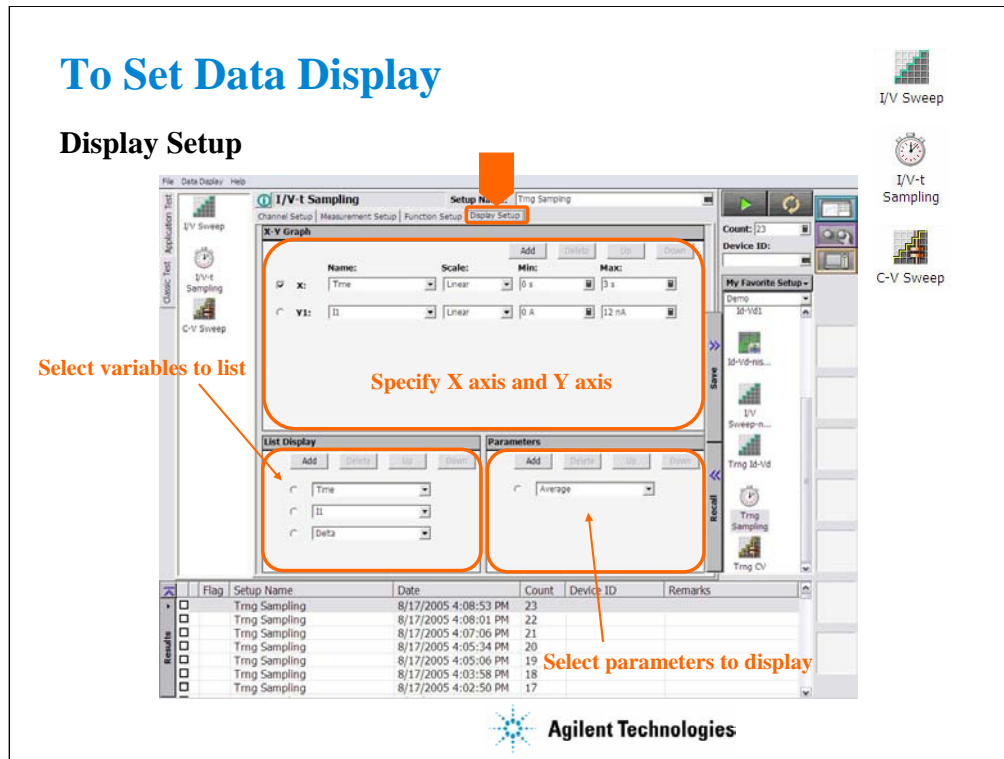 To Set Data Display
I/V Sweep
I/V-t
Sampling
C-V Sweep
Display Setup
File Data Display Help
Classic Test Application Test
I/V Sweep
I/V-t
Sampling
C-V Sweep
I/V-t Sampling
Setup N
Trng Sampling
Channel Setup Measurement Setup Function Setup Display Setup
X-Y Graph
Add Delete Up Down
Name: Scale: Min: Max:
X: Time Linear 0 s 3 s
Y1: I1 Linear 0 A 12 nA
Select variables to list
Specify X axis and Y axis
List Display
Add Delete Up Down
Time
I1
Delta
Parameters
Add Delete Up Down
Average
Save
Recall
Count: 23
Device ID:
My Favorite Setup
Demo
Id-Vd1
Id-Vd-nis...
I/V
Sweep-n...
Trng Id-Vd
Trng
Sampling
Trng CV
Results
Flag Setup Name Date Count Device ID Remarks
Trng Sampling 8/17/2005 4:08:53 PM 23
Trng Sampling 8/17/2005 4:08:01 PM 22
Trng Sampling 8/17/2005 4:07:06 PM 21
Trng Sampling 8/17/2005 4:05:34 PM 20
Trng Sampling 8/17/2005 4:05:06 PM 19
Trng Sampling 8/17/2005 4:03:58 PM 18
Trng Sampling 8/17/2005 4:02:50 PM 17
Select parameters to display
Agilent Technologies